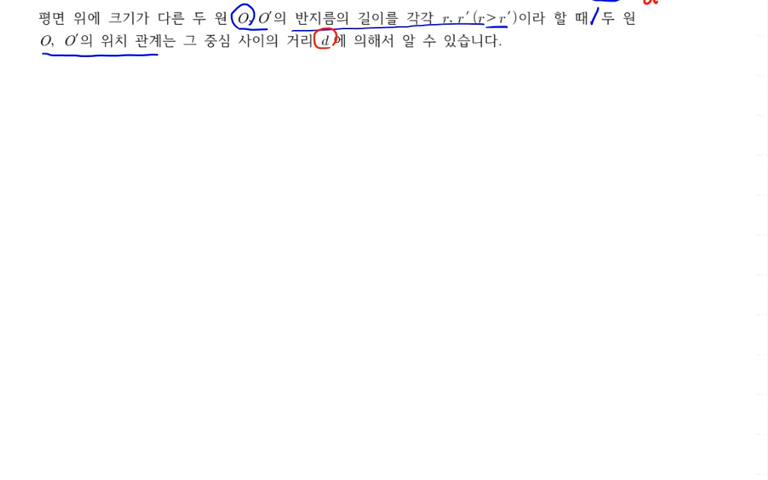 평면 위에 크기가 다른 두 원 O, O′의 반지름의 길이를 각각 r, r′(r>r′)이라 할 때 두 원
O, O′의 위치 관계는 그 중심 사이의 거리 d에 의해서 알 수 있습니다.